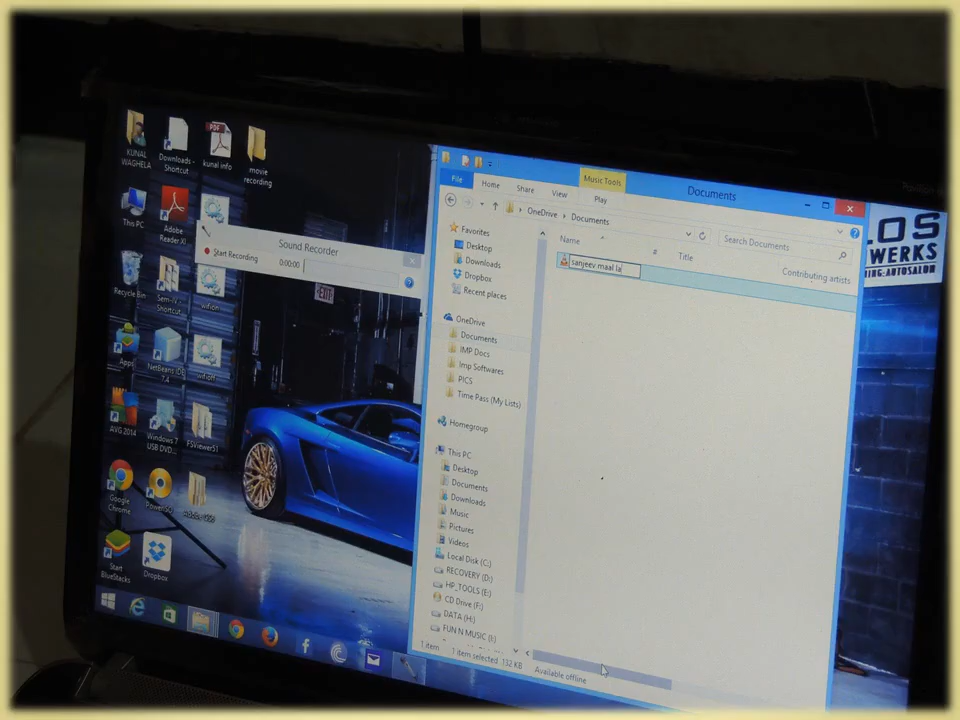 KUNAL WAGHELA
Downloads - Shortcut
kunal info
movie recording
This PC
Adobe Reader XI
Recycle Bin
wifion
Apps
NetBeans IDE 7.4
AVG 2014
Windows 7 USB DVD...
FSViewer51
Google Chrome
PowerISO
Start BlueStacks
Dropbox
Sound Recorder
Start Recording
0:00:00
EXIT
Music Tools
Documents
File
Home
Share
View
Play
OneDrive
Documents
Search Documents
Name
#
Title
Contributing artists
sanjeev maal la
Favorites
Desktop
Downloads
Dropbox
Recent places
OneDrive
Documents
IMP Docs
Imp Softwares
PICS
Time Pass (My Lists)
Homegroup
This PC
Desktop
Documents
Downloads
Music
Pictures
Videos
Local Disk (C:)
RECOVERY (D:)
HP_TOOLS (E:)
CD Drive (F:)
DATA (H:)
FUN N MUSIC (I:)
1 item
1 item selected 132 KB
Available offline
LOS
WERKS
ING:AUTOSALON